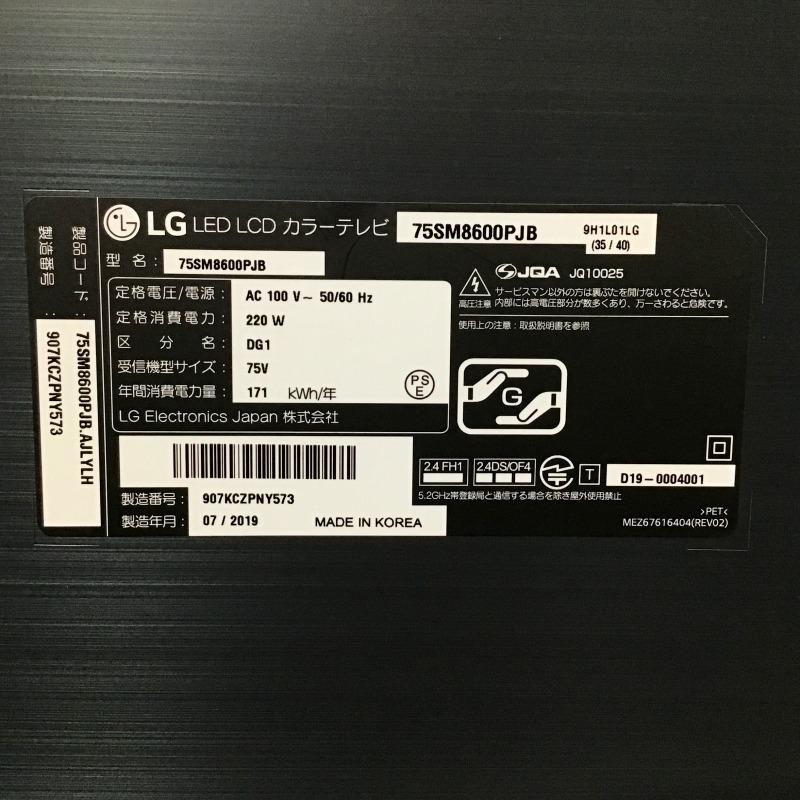 LG LED LCD カラーテレビ 75SM8600PJB 9H1L01LG
(35 / 40)
型 名 : 75SM8600PJB
定格電圧/電源 : AC 100 V~ 50/60 Hz
定格消費電力 : 220 W
区 分 名 : DG1
受信機型サイズ : 75V
年間消費電力量 : 171 kWh/年
PS
E
LG Electronics Japan 株式会社
製造番号 : 907KCZPNY573
製造年月 : 07 / 2019 MADE IN KOREA
JQA JQ10025
高圧注意
サービスマン以外の方は裏ぶたを開けないでください。
内部には高電圧部分が数多くあり、万一さわると危険です。
使用上の注意 : 取扱説明書を参照
G
2.4 FH1 2.4DS/OF4 T D19-0004001
5.2GHz帯登録局と通信する場合を除き屋外使用禁止
>PET<
MEZ67616404(REV02)
製品コード : 75SM8600PJB.AJLYLH
製造番号 : 907KCZPNY573